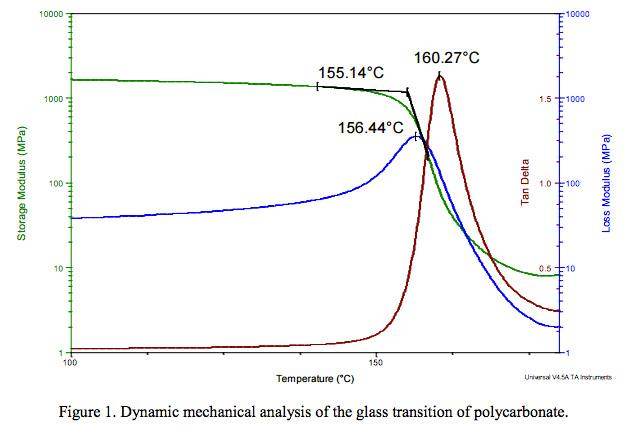 10000
10000
160.27°C
155.14°C
1000
1.5
1000
156.44°C
Storage Modulus (MPa)
Tan Delta
Loss Modulus (MPa)
100
1.0
100
10
0.5
10
1
1
100
150
Temperature (°C)
Universal V4.5A TA Instruments
Figure 1. Dynamic mechanical analysis of the glass transition of polycarbonate.